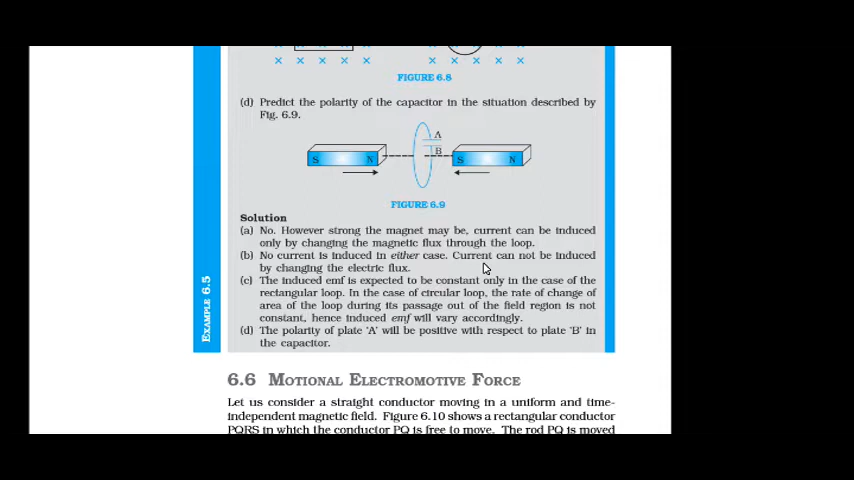 × × × × × × × × × ×
FIGURE 6.8
(d) Predict the polarity of the capacitor in the situation described by
Fig. 6.9.
A
B
S N S N
FIGURE 6.9
Solution
(a) No. However strong the magnet may be, current can be induced
only by changing the magnetic flux through the loop.
(b) No current is induced in either case. Current can not be induced
by changing the electric flux.
(c) The induced emf is expected to be constant only in the case of the
rectangular loop. In the case of circular loop, the rate of change of
area of the loop during its passage out of the field region is not
constant, hence induced emf will vary accordingly.
(d) The polarity of plate ‘A’ will be positive with respect to plate ‘B’ in
the capacitor.
EXAMPLE 6.5
6.6 MOTIONAL ELECTROMOTIVE FORCE
Let us consider a straight conductor moving in a uniform and time-
independent magnetic field. Figure 6.10 shows a rectangular conductor
PQRS in which the conductor PQ is free to move. The rod PQ is moved